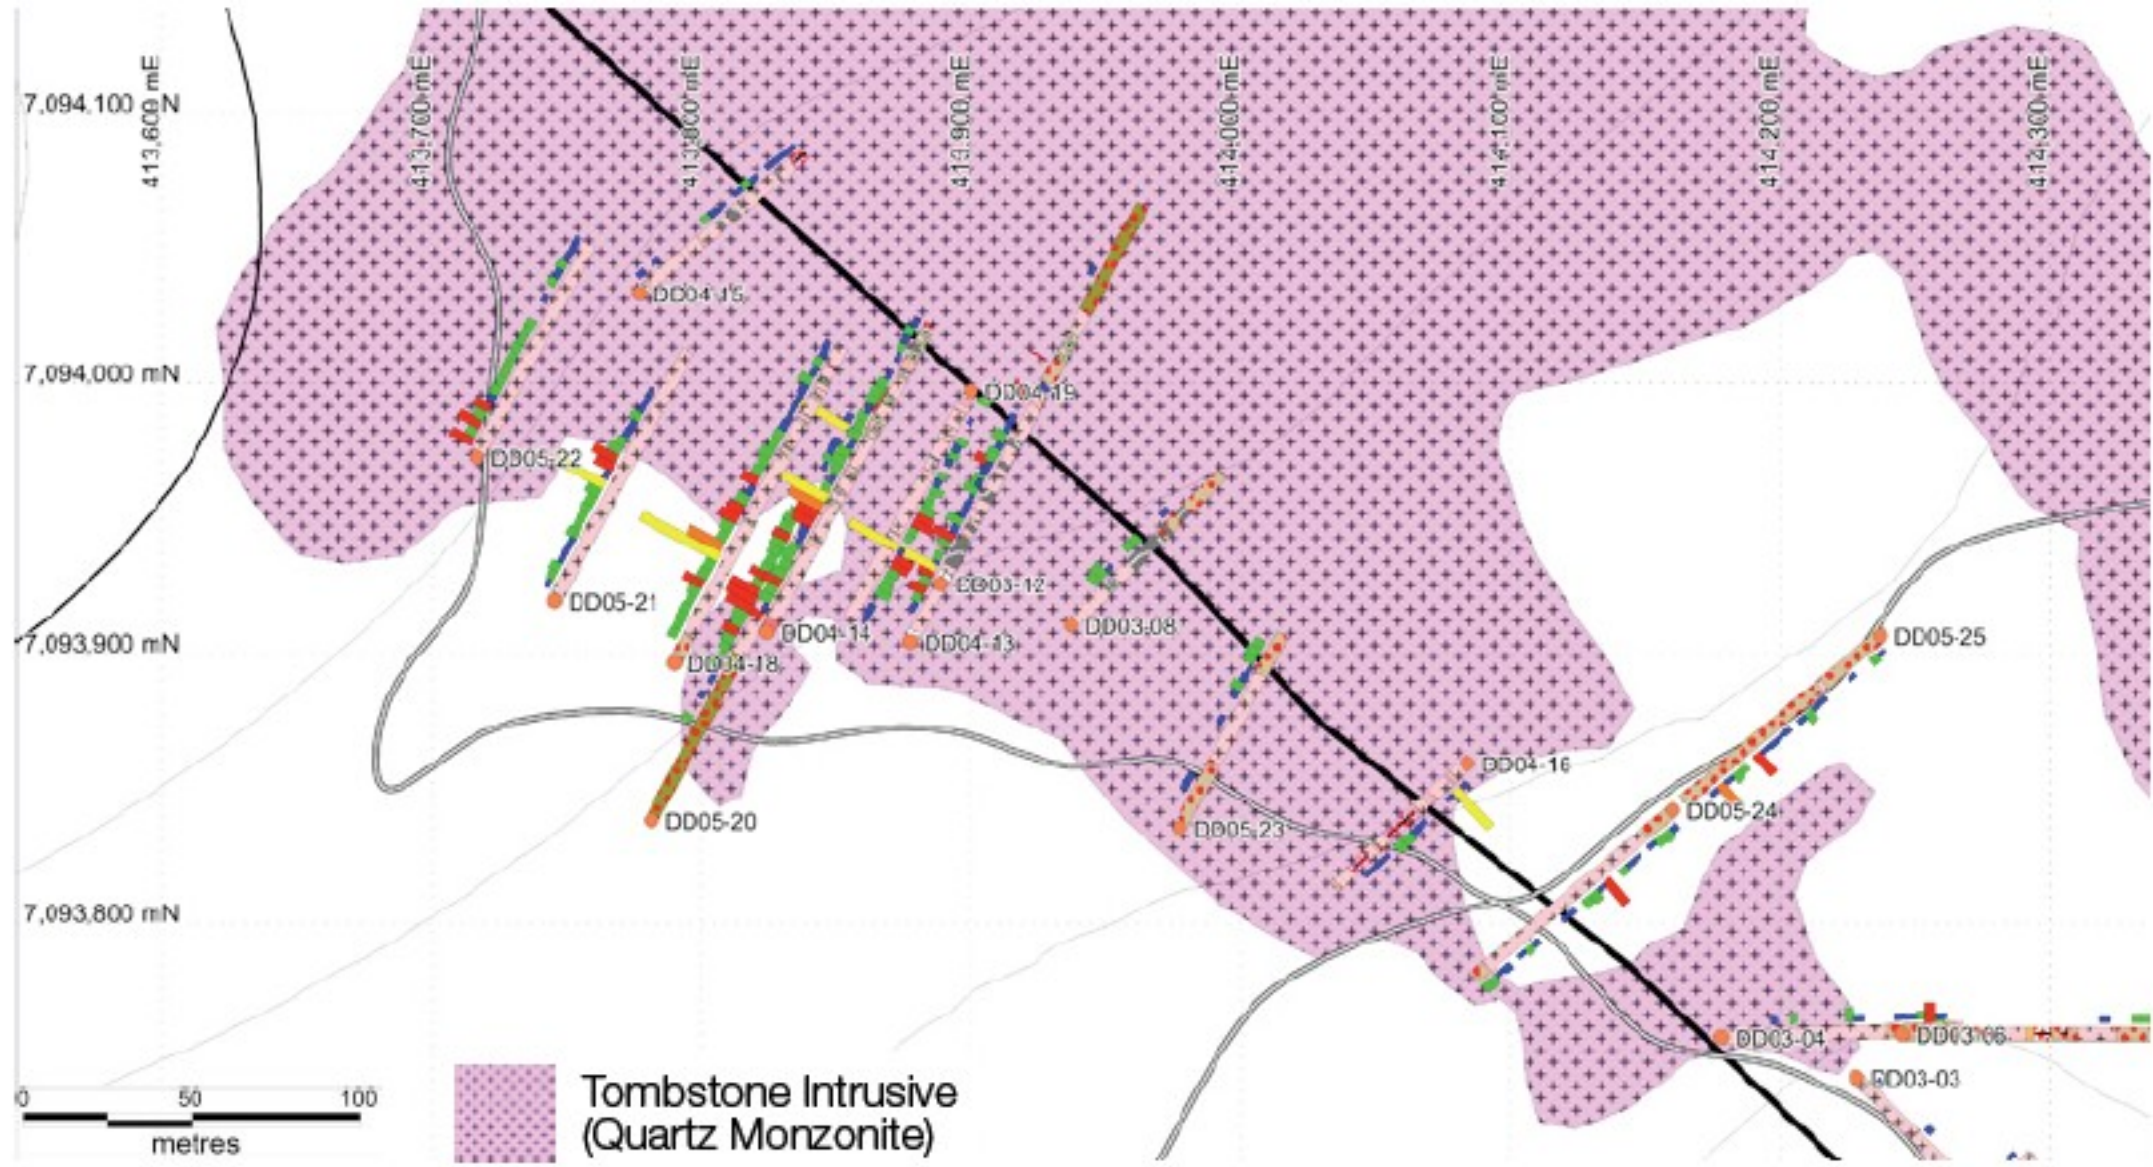 413,600 mE
413,700 mE
413,800 mE
413,900 mE
414,000 mE
414,100 mE
414,200 mE
414,300 mE
7,094,100 mN
DD04-15
7,094,000 mN
DD04-19
DD05-22
DD03-12
DD05-21
DD03-08
DD04-14
DD04-13
7,093,900 mN
DD05-25
DD04-18
DD04-16
DD05-24
DD05-20
DD05-23
7,093,800 mN
DD03-04
DD03-06
DD03-03
0 50 100
metres
Tombstone Intrusive
(Quartz Monzonite)